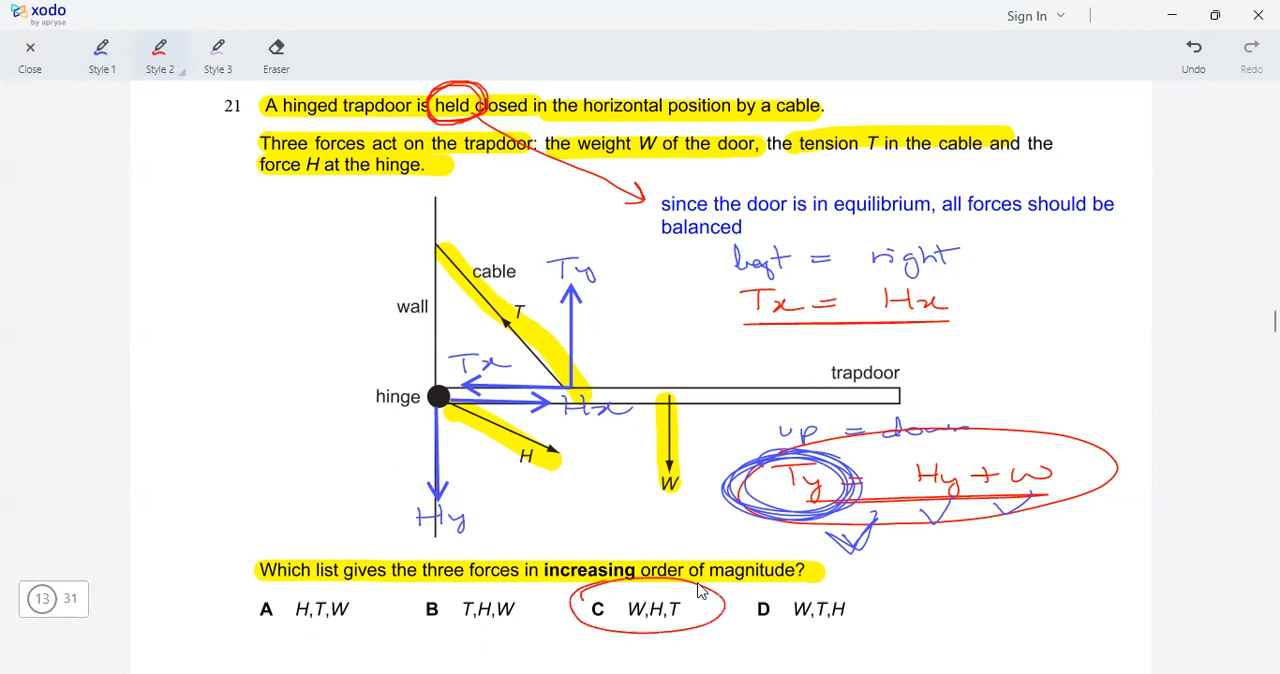 xodo
by apryse
Sign In
Close
Style 1
Style 2
Style 3
Eraser
Undo
Redo
21 A hinged trapdoor is held closed in the horizontal position by a cable.
Three forces act on the trapdoor: the weight W of the door, the tension T in the cable and the
force H at the hinge.
since the door is in equilibrium, all forces should be
balanced
left = right
Tx = Hx
Ty
cable
T
wall
Tx
trapdoor
hinge
Hx
up = down
H
W
Ty = Hy + W
Hy
Which list gives the three forces in increasing order of magnitude?
A H,T,W B T,H,W C W,H,T D W,T,H
13 31